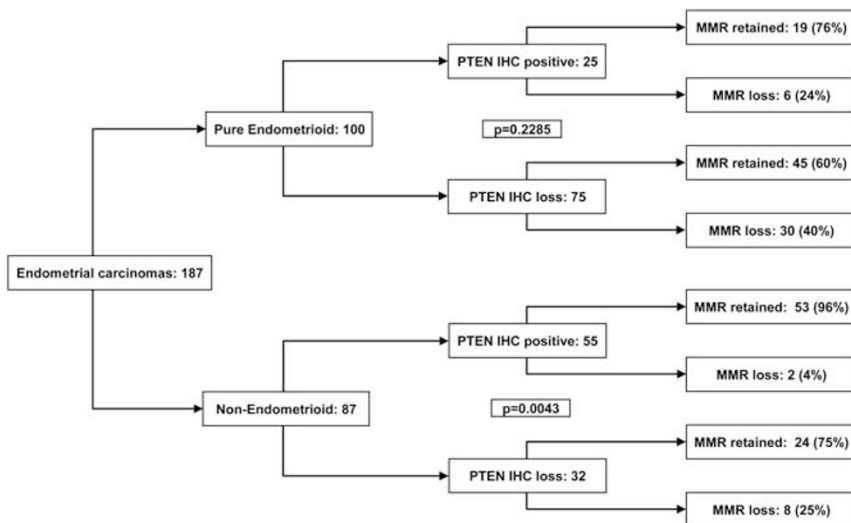 MMR retained: 19 (76%)
PTEN IHC positive: 25
MMR loss: 6 (24%)
Pure Endometrioid: 100
p=0.2285
MMR retained: 45 (60%)
PTEN IHC loss: 75
MMR loss: 30 (40%)
Endometrial carcinomas: 187
MMR retained: 53 (96%)
PTEN IHC positive: 55
MMR loss: 2 (4%)
Non-Endometrioid: 87
p=0.0043
MMR retained: 24 (75%)
PTEN IHC loss: 32
MMR loss: 8 (25%)